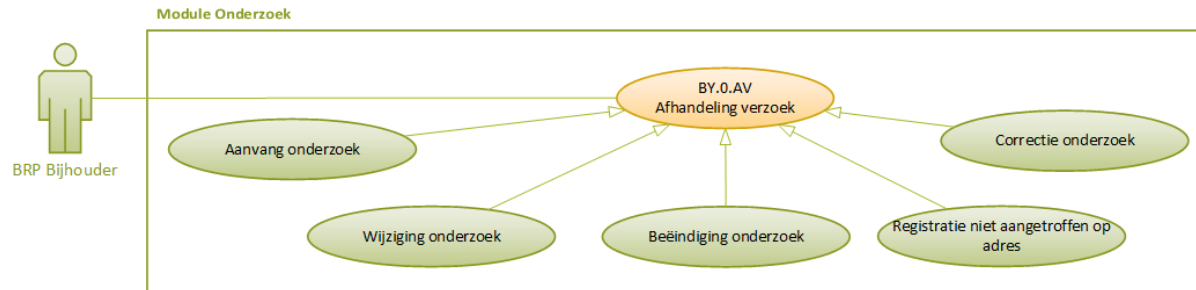 Module Onderzoek
BRP Bijhouder
BY.0.AV
Afhandeling verzoek
Aanvang onderzoek
Correctie onderzoek
Wijziging onderzoek
Beëindiging onderzoek
Registratie niet aangetroffen op
adres